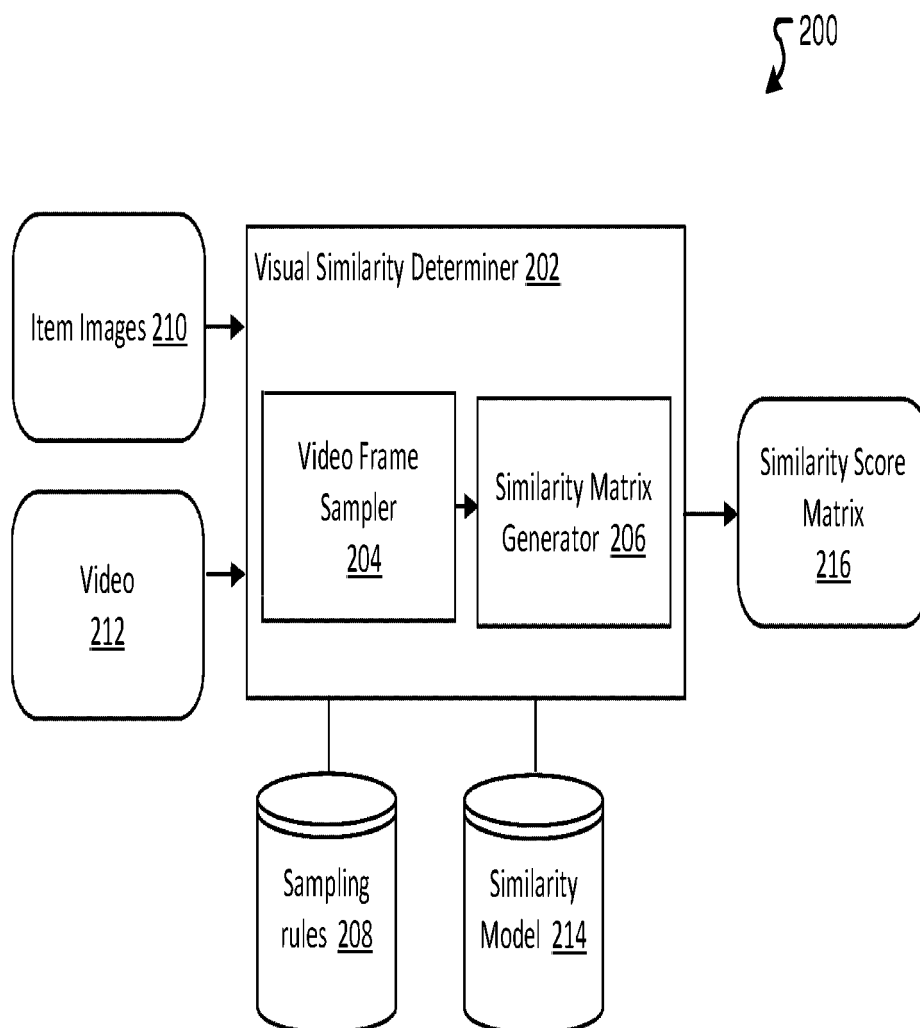 200
Visual Similarity Determiner 202
Item Images 210
Video Frame
Sampler
204
Similarity Matrix
Generator 206
Similarity Score
Matrix
216
Video
212
Sampling
rules 208
Similarity
Model 214